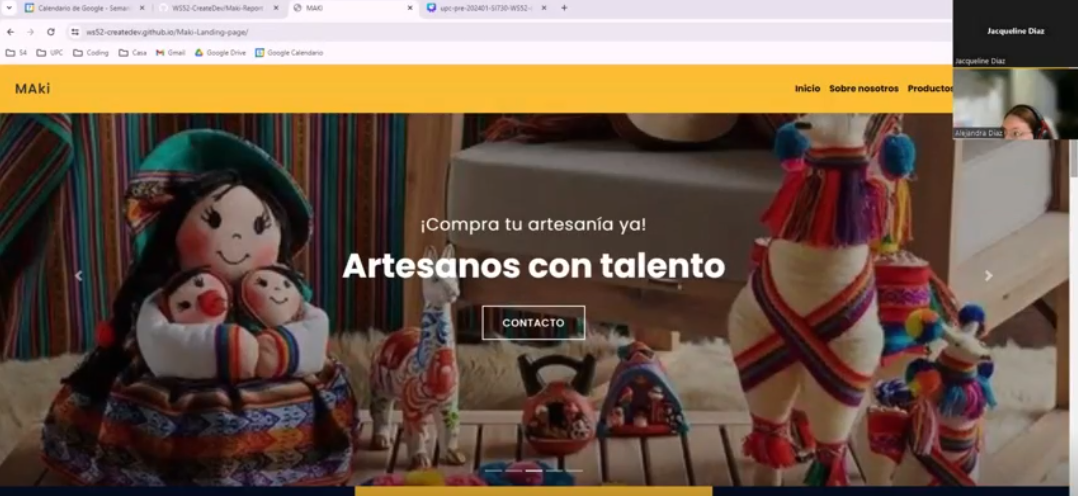 Calendario de Google - Seman
WS52-CreateDev/Maki-Report
MAKI
upc-pre-202401-SI730-WS52-
ws52-createdev.github.io/Maki-Landing-page/
S4
UPC
Coding
Casa
Gmail
Google Drive
Google Calendario
Jacqueline Diaz
Jacqueline Diaz
Alejandra Diaz
MAki
Inicio
Sobre nosotros
Productos
¡Compra tu artesanía ya!
Artesanos con talento
CONTACTO